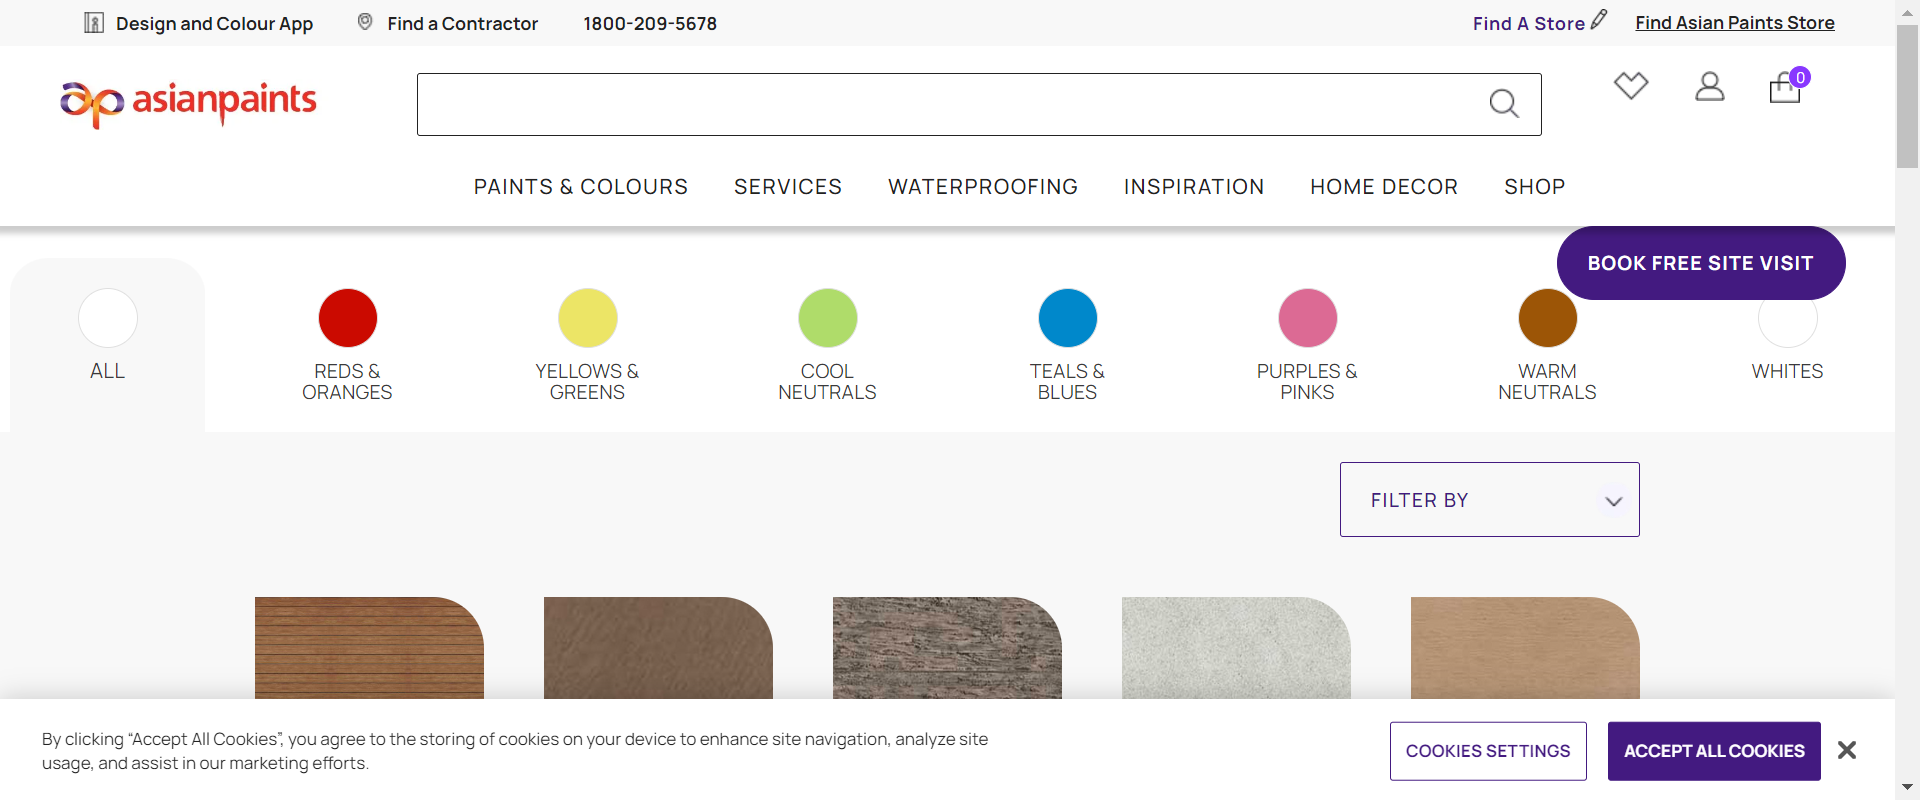 Design and Colour App
Find a Contractor
1800-209-5678
Find A Store
Find Asian Paints Store
asianpaints
0
PAINTS & COLOURS
SERVICES
WATERPROOFING
INSPIRATION
HOME DECOR
SHOP
BOOK FREE SITE VISIT
ALL
REDS &
ORANGES
YELLOWS &
GREENS
COOL
NEUTRALS
TEALS &
BLUES
PURPLES &
PINKS
WARM
NEUTRALS
WHITES
FILTER BY
By clicking “Accept All Cookies”, you agree to the storing of cookies on your device to enhance site navigation, analyze site
usage, and assist in our marketing efforts.
COOKIES SETTINGS
ACCEPT ALL COOKIES